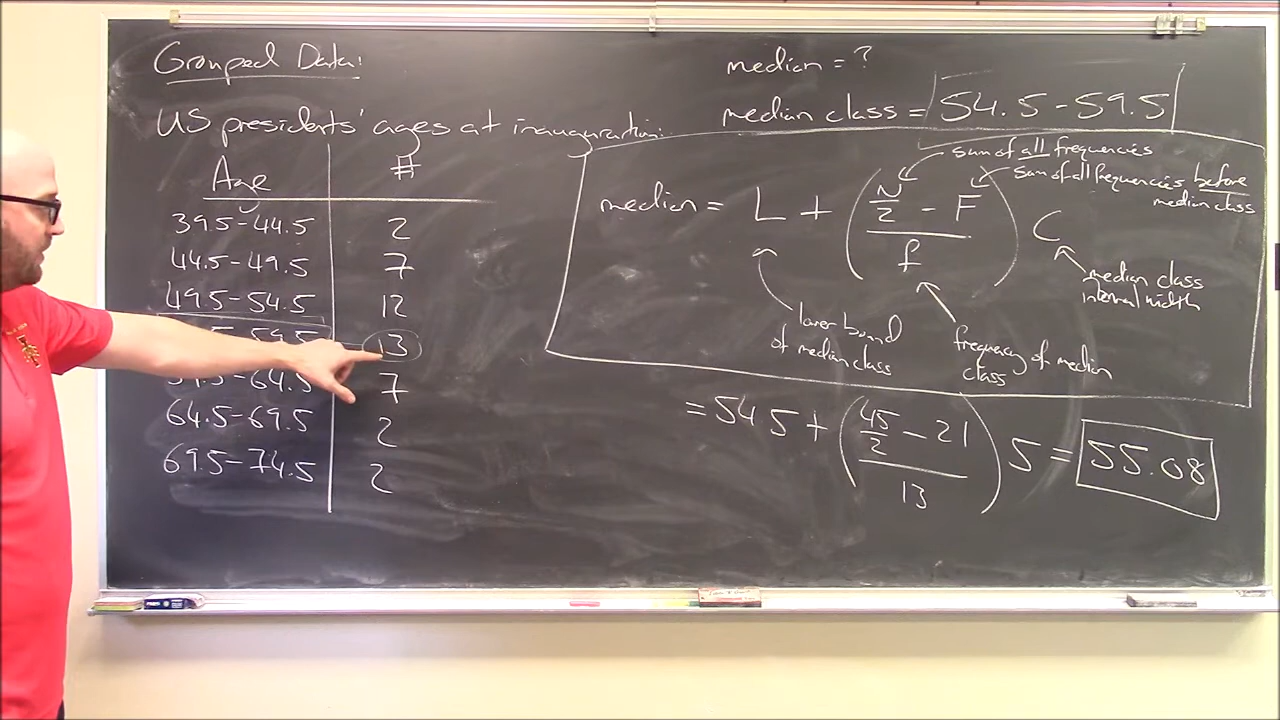 Grouped Data:
US presidents' ages at inauguration:
Age #
39.5-44.5 2
44.5-49.5 7
49.5-54.5 12
-59.5 13
-64.5 7
64.5-69.5 2
69.5-74.5 2
median = ?
median class = 54.5-59.5
sum of all frequencies
sum of all frequencies before
median class
median = L + ( N/2 - F / f ) C
lower bound
of median class
frequency of median
class
median class
interval width
= 54.5 + ( 45/2 - 21 / 13 ) 5 = 55.08